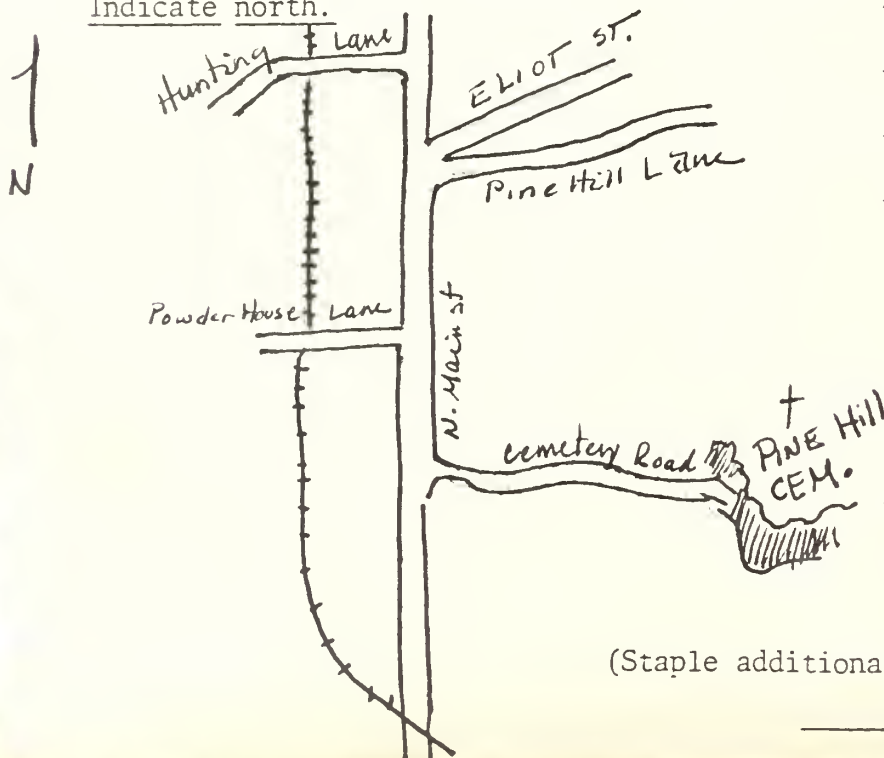 Indicate north.
Hunting Lane
ELIOT ST.
N
Pine Hill Lane
Powder House Lane
N. Main St
Cemetery Road
PINE Hill
CEM.
(Staple additiona